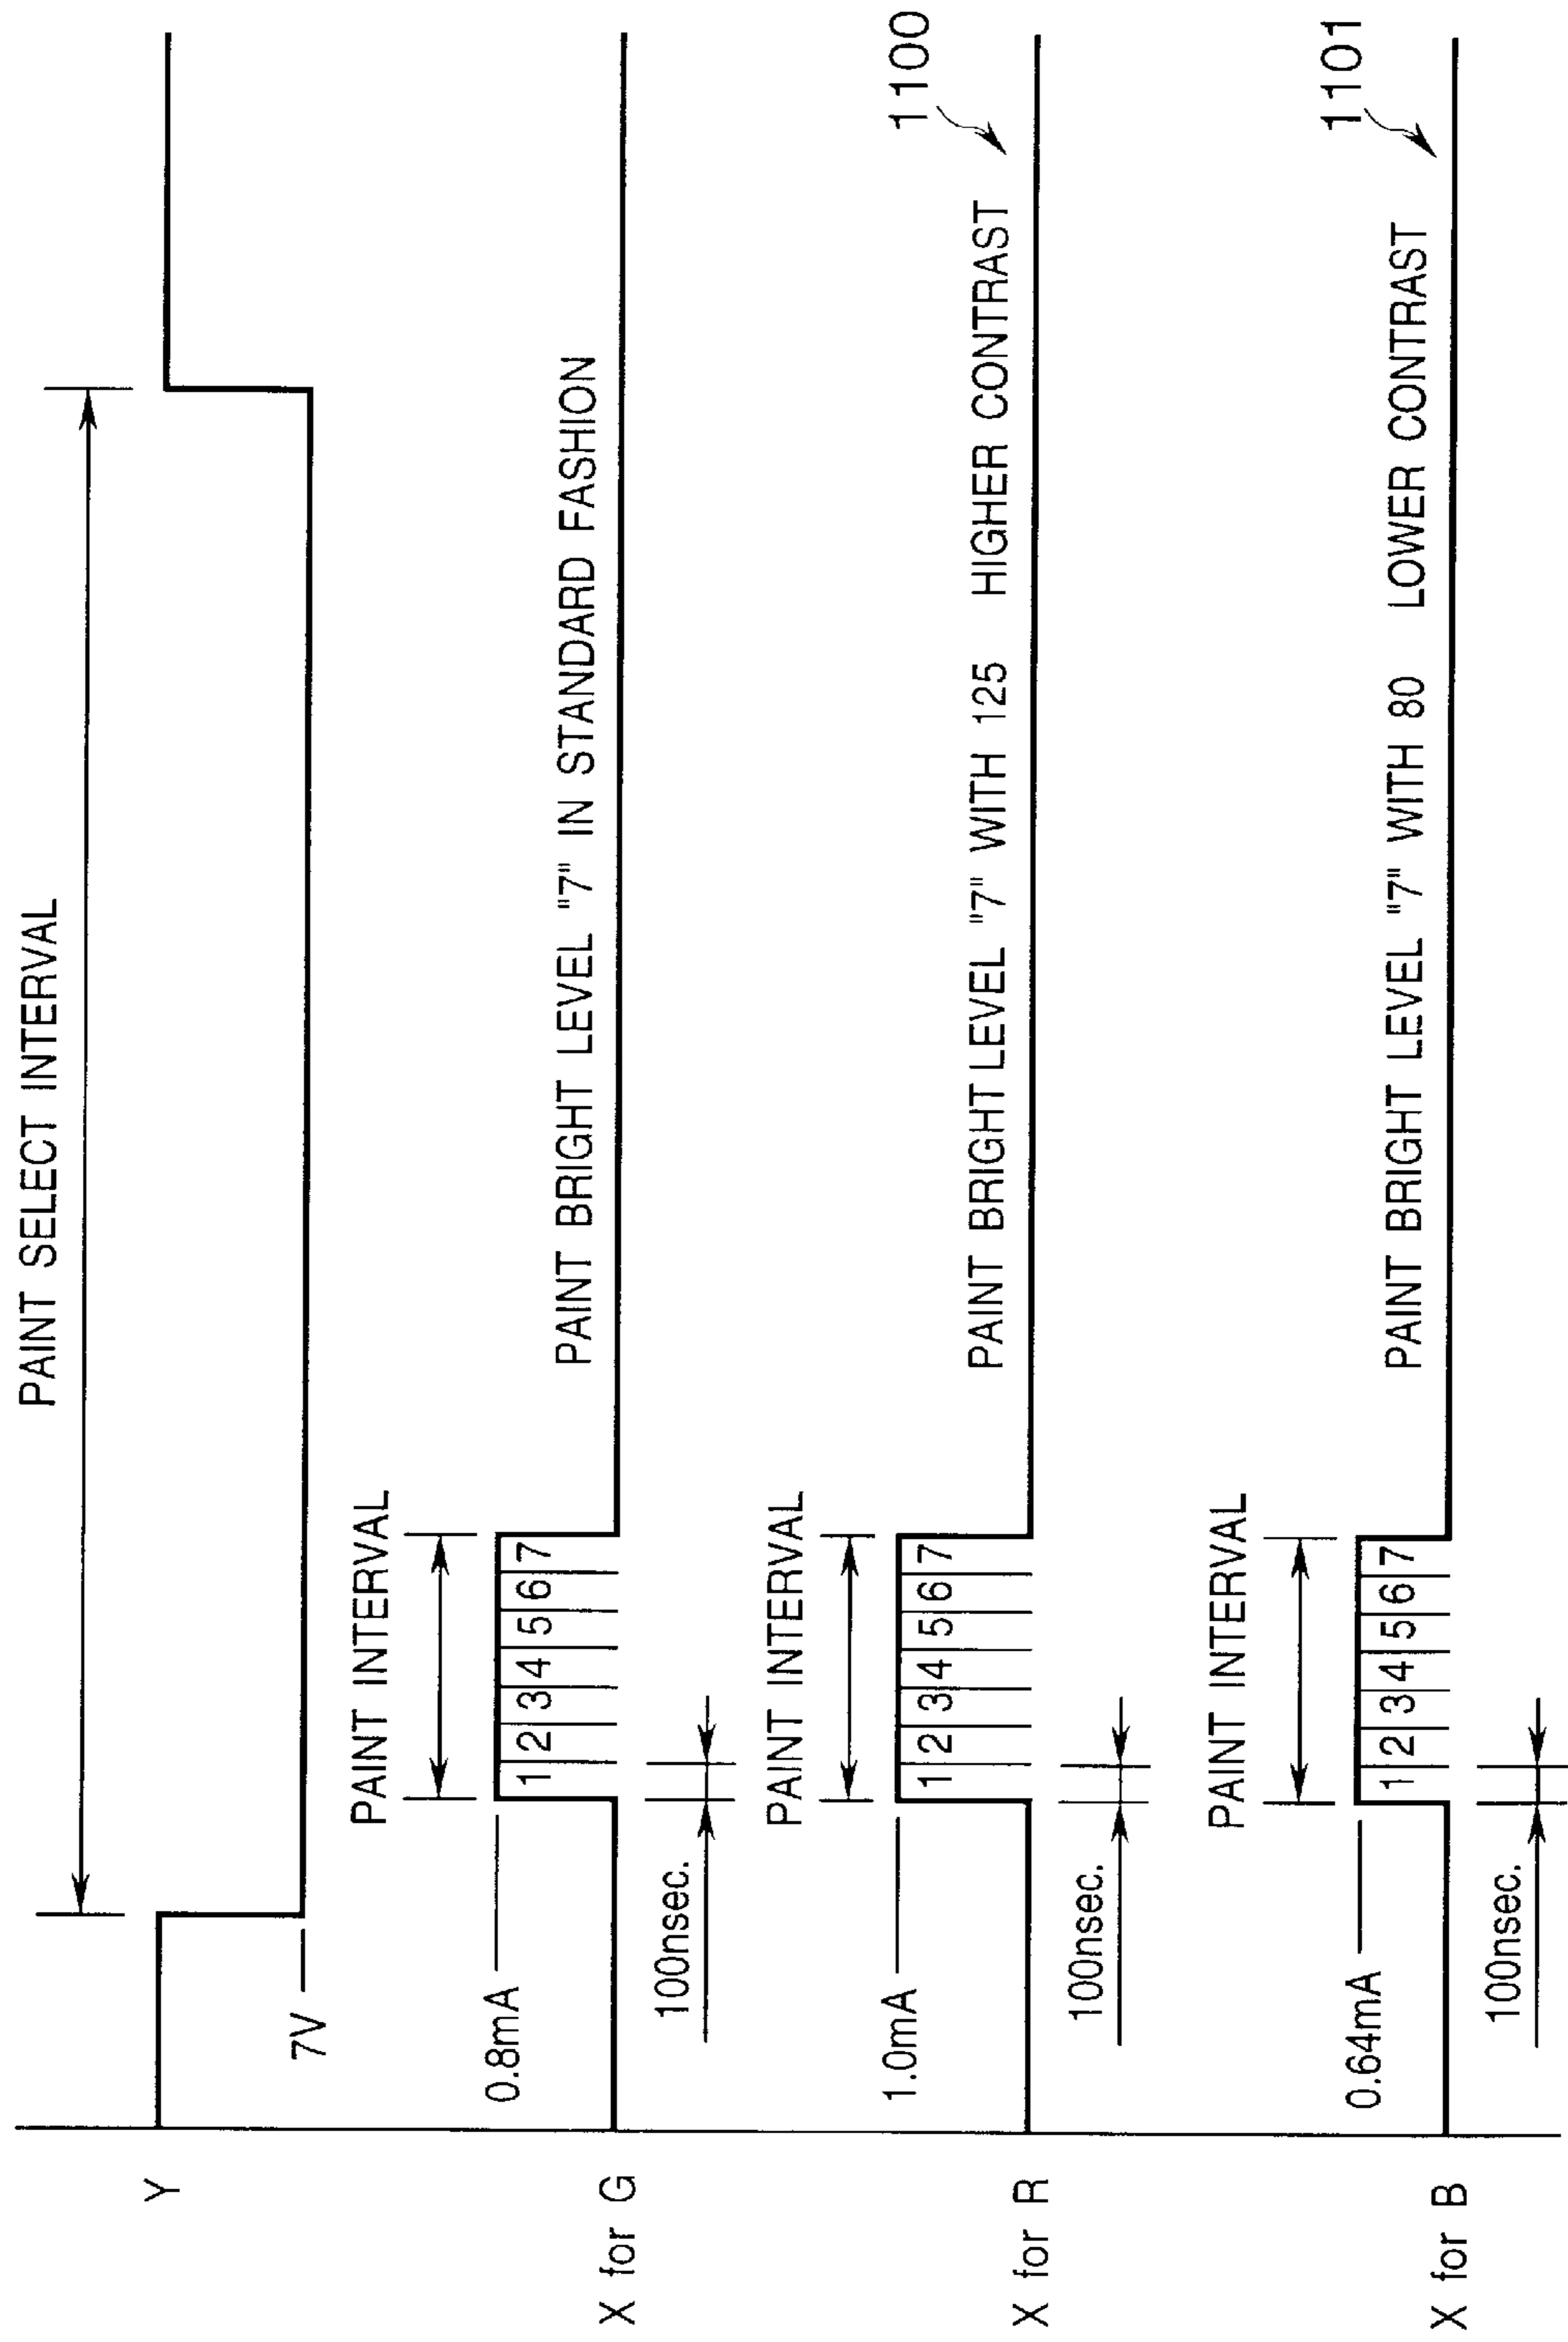 PAINT SELECT INTERVAL
Y
7V
PAINT INTERVAL
0.8mA
1 2 3 4 5 6 7
PAINT BRIGHT LEVEL "7" IN STANDARD FASHION
X for G
100nsec.
PAINT INTERVAL
1.0mA
1 2 3 4 5 6 7
PAINT BRIGHT LEVEL "7" WITH 125 HIGHER CONTRAST
1100
X for R
100nsec.
PAINT INTERVAL
0.64mA
1 2 3 4 5 6 7
PAINT BRIGHT LEVEL "7" WITH 80 LOWER CONTRAST
1101
X for B
100nsec.